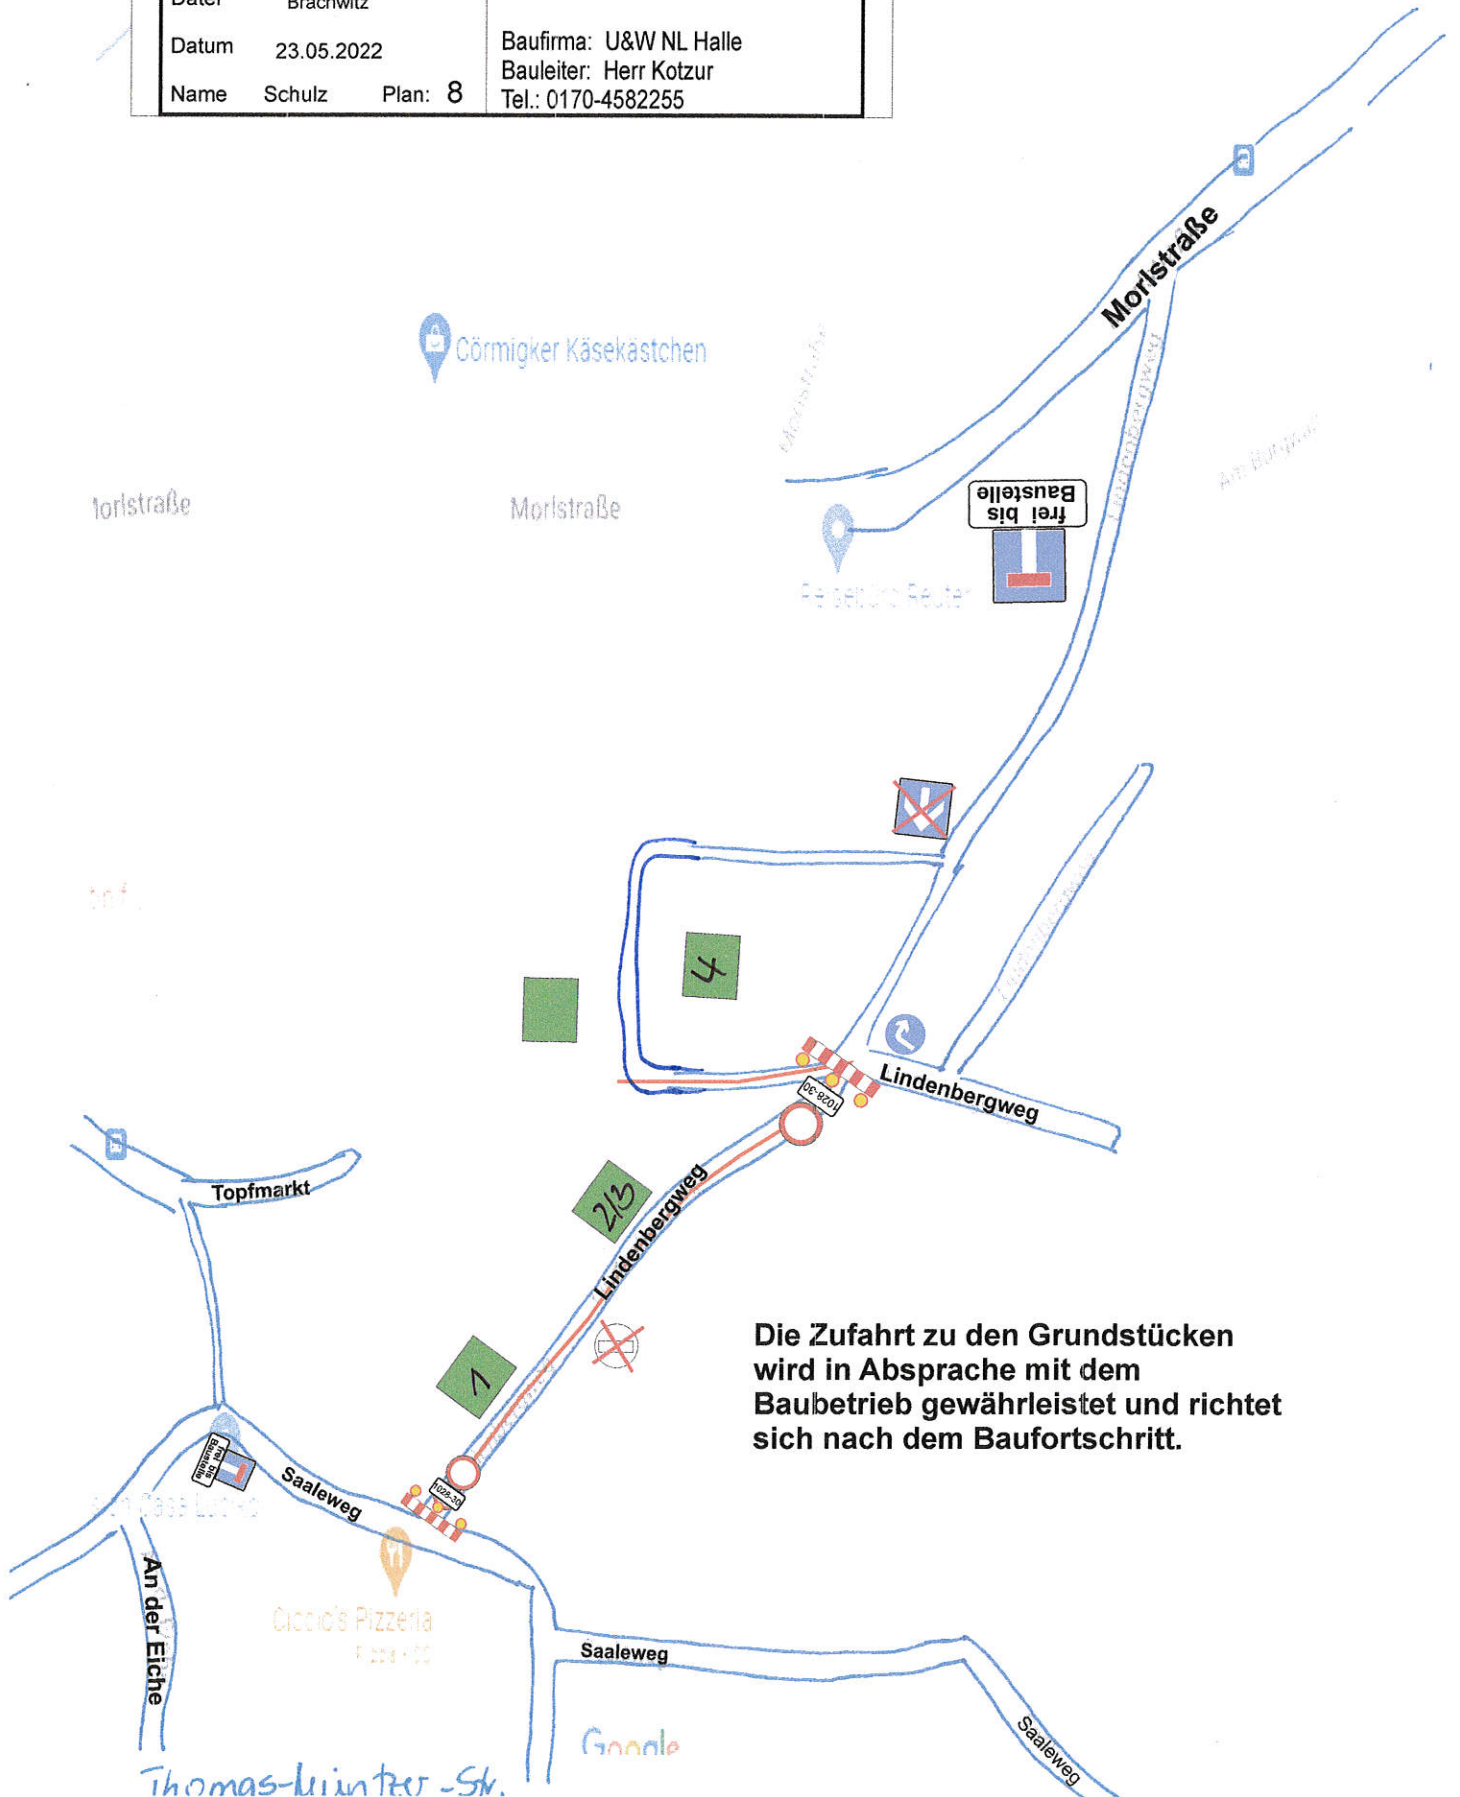 Brachwitz
Datum 23.05.2022
Name Schulz Plan: 8
Baufirma: U&W NL Halle
Bauleiter: Herr Kotzur
Tel.: 0170-4582255
Morlstraße
Cörmigker Käsekästchen
Lindenbergweg
frei bis
Baustelle
Morlstraße
Reisebüro Reuter
4
1028-30
Lindenbergweg
2/3
Lindenbergweg
Topfmarkt
1
Die Zufahrt zu den Grundstücken
wird in Absprache mit dem
Baubetrieb gewährleistet und richtet
sich nach dem Baufortschritt.
frei bis
Baustelle
Saaleweg
1028-30
An der Eiche
Ciccio's Pizzeria
Saaleweg
Saaleweg
Google
Thomas-Müntzer-Str.